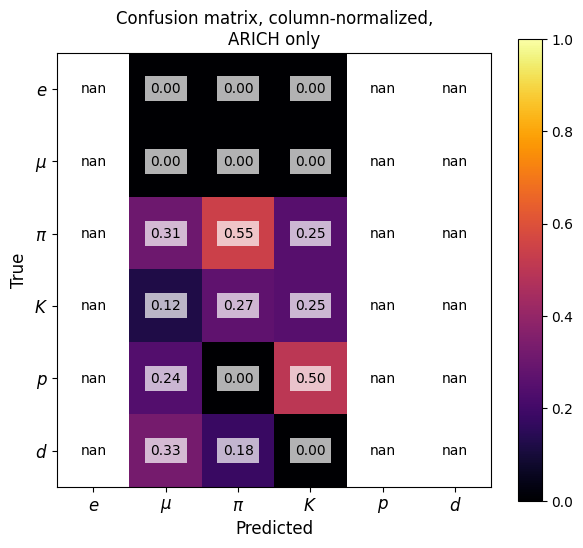 Confusion matrix, column-normalized,
ARICH only
True
e nan 0.00 0.00 0.00 nan nan
μ nan 0.00 0.00 0.00 nan nan
π nan 0.31 0.55 0.25 nan nan
K nan 0.12 0.27 0.25 nan nan
p nan 0.24 0.00 0.50 nan nan
d nan 0.33 0.18 0.00 nan nan
e μ π K p d
Predicted
1.0
0.8
0.6
0.4
0.2
0.0